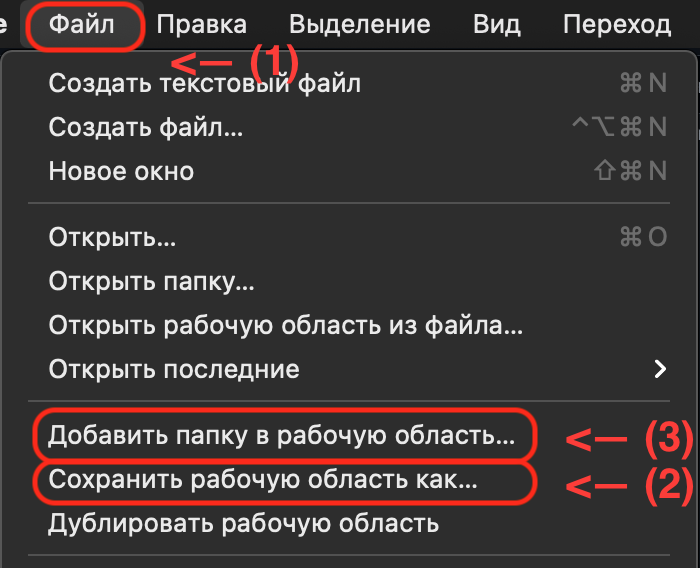 е Файл Правка Выделение Вид Переход
<— (1)
Создать текстовый файл ⌘ N
Создать файл... ^⌥⌘ N
Новое окно ⇧⌘ N
Открыть... ⌘ O
Открыть папку...
Открыть рабочую область из файла...
Открыть последние >
Добавить папку в рабочую область... <— (3)
Сохранить рабочую область как... <— (2)
Дублировать рабочую область